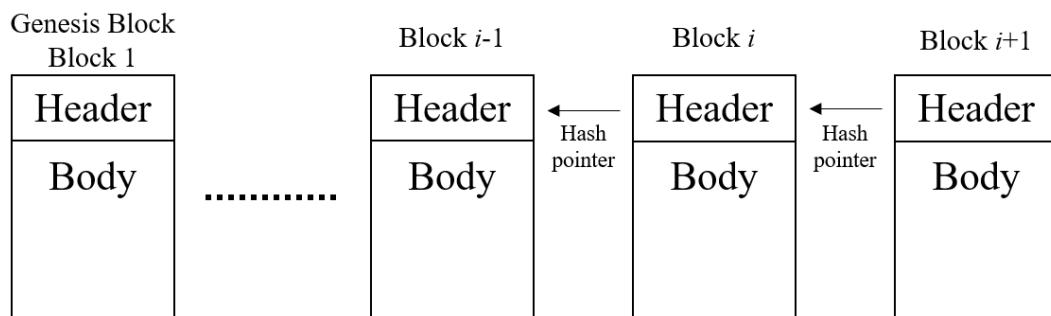 Genesis Block
Block 1
Block i-1
Block i
Block i+1
Header
Header
Header
Header
Hash
pointer
Hash
pointer
Body
Body
Body
Body